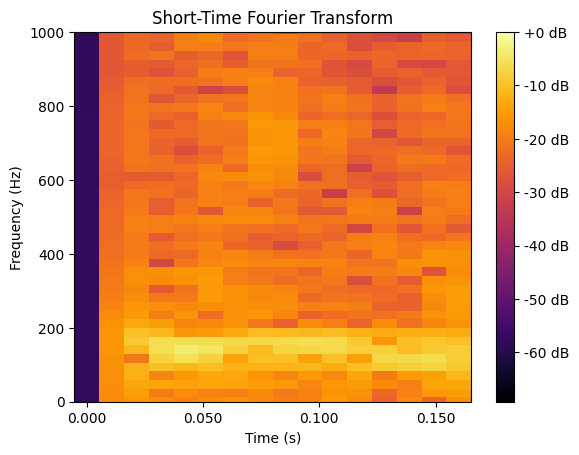 Short-Time Fourier Transform
1000
800
600
400
200
0
Frequency (Hz)
0.000
0.050
0.100
0.150
Time (s)
+0 dB
-10 dB
-20 dB
-30 dB
-40 dB
-50 dB
-60 dB